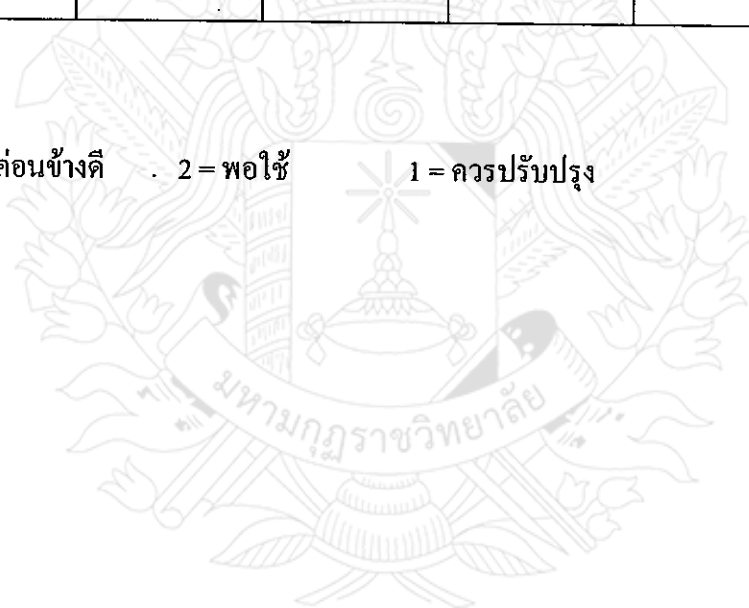 ค่อนข้างดี . 2 = พอใช้ 1 = ควรปรับปรุง
มหามกุฏราชวิทยาลัย